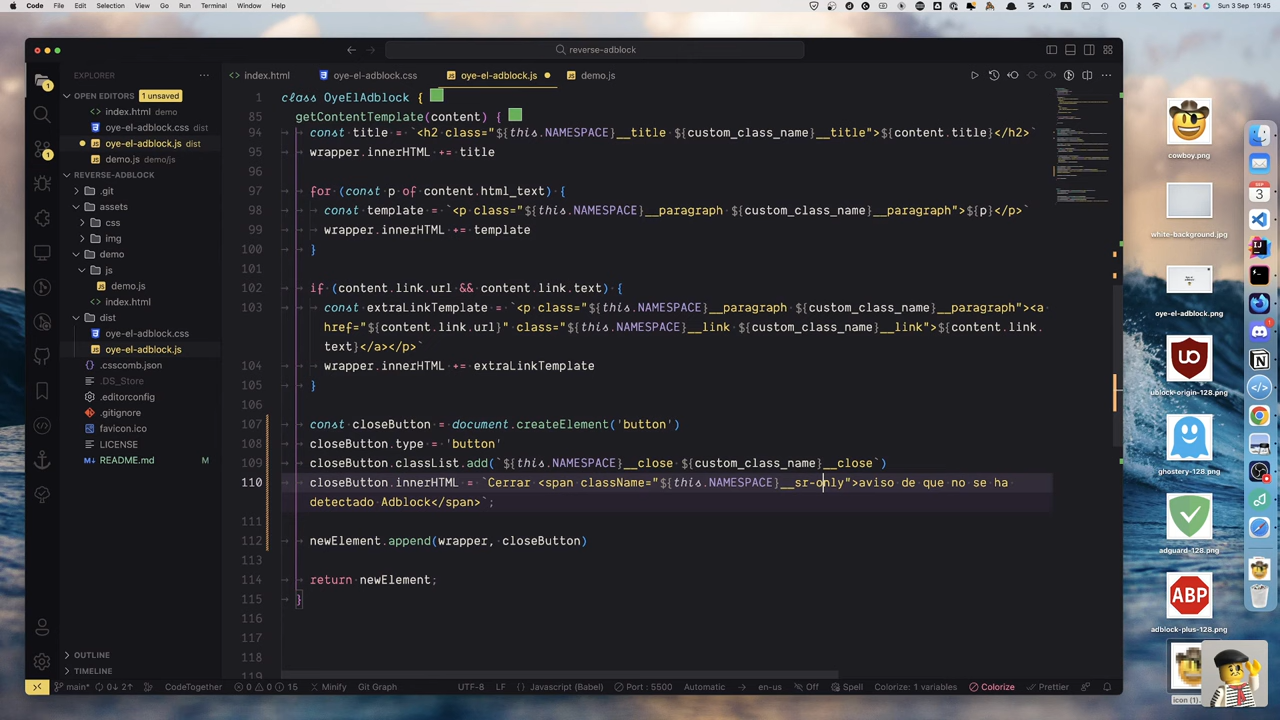 Code File Edit Selection View Go Run Terminal Window Help
Sun 3 Sep 19:45
reverse-adblock
EXPLORER
index.html
oye-el-adblock.css
oye-el-adblock.js
demo.js
OPEN EDITORS 1 unsaved
index.html demo
oye-el-adblock.css dist
oye-el-adblock.js dist
demo.js demo/js
REVERSE-ADBLOCK
.git
assets
css
img
demo
js
demo.js
index.html
dist
oye-el-adblock.css
oye-el-adblock.js
.csscomb.json
.DS_Store
.editorconfig
.gitignore
favicon.ico
LICENSE
README.md M
OUTLINE
TIMELINE
1 class OyeElAdblock {
85 getContentTemplate(content) {
94 const title = `<h2 class="${this.NAMESPACE}__title ${custom_class_name}__title">${content.title}</h2>`
95 wrapper.innerHTML += title
96
97 for (const p of content.html_text) {
98 const template = `<p class="${this.NAMESPACE}__paragraph ${custom_class_name}__paragraph">${p}</p>`
99 wrapper.innerHTML += template
100 }
101
102 if (content.link.url && content.link.text) {
103 const extraLinkTemplate = `<p class="${this.NAMESPACE}__paragraph ${custom_class_name}__paragraph"><a
href="${content.link.url}" class="${this.NAMESPACE}__link ${custom_class_name}__link">${content.link.
text}</a></p>`
104 wrapper.innerHTML += extraLinkTemplate
105 }
106
107 const closeButton = document.createElement('button')
108 closeButton.type = 'button'
109 closeButton.classList.add(`${this.NAMESPACE}__close ${custom_class_name}__close`)
110 closeButton.innerHTML = `Cerrar <span className="${this.NAMESPACE}__sr-only">aviso de que no se ha
detectado Adblock</span>`;
111
112 newElement.append(wrapper, closeButton)
113
114 return newElement;
115 }
116
117
118
119
main* 0↓ 2↑ CodeTogether 0 0 15 Minify Git Graph UTF-8 LF Javascript (Babel) Port : 5500 Automatic en-us Off Spell Colorize: 1 variables Colorize Prettier
cowboy.png
white-background.jpg
oye-el-adblock.png
ublock-origin-128.png
ghostery-128.png
adguard-128.png
ABP
adblock-plus-128.png
icon (1)
SEP
3